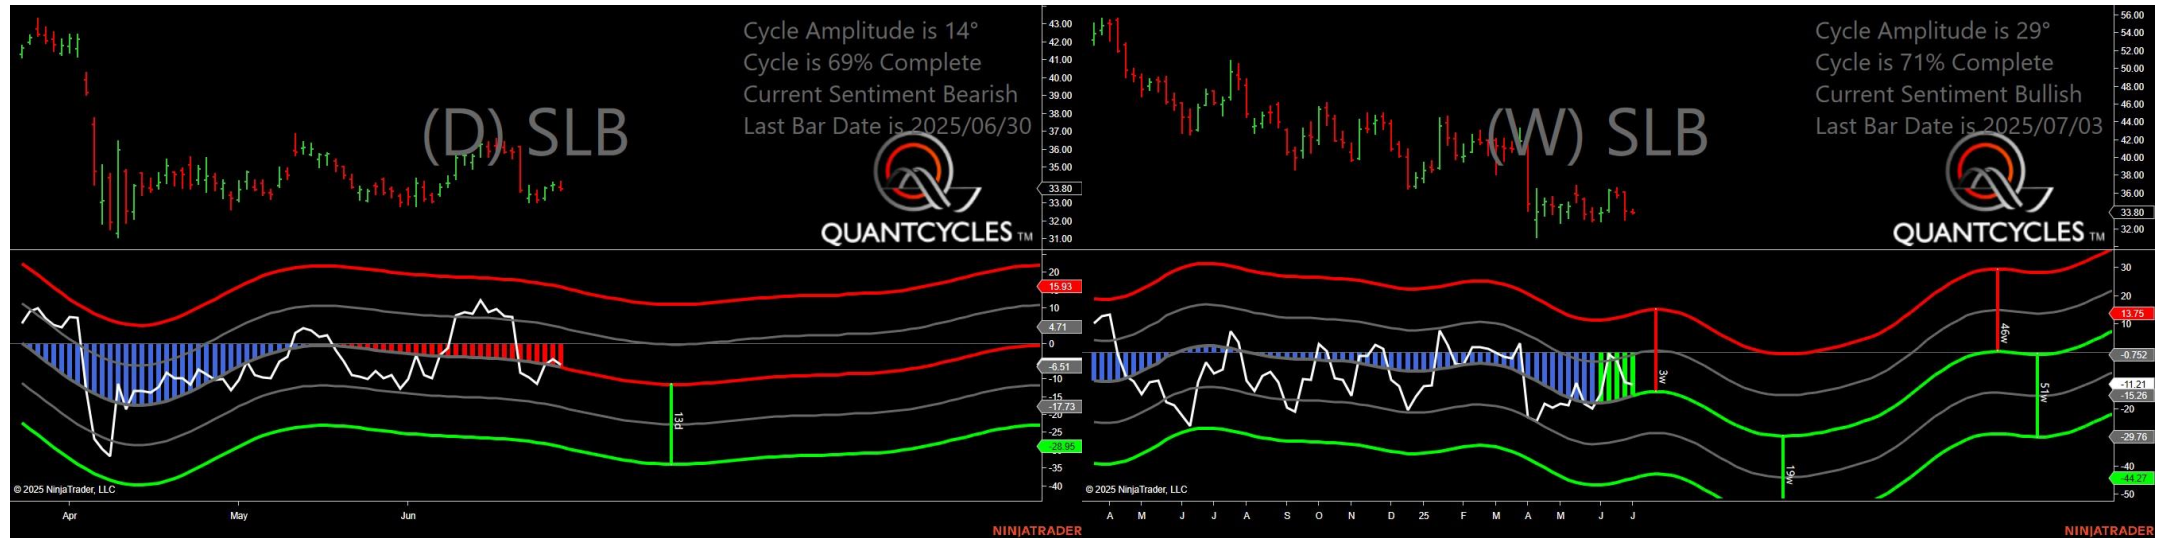 Cycle Amplitude is 14°
Cycle is 69% Complete
Current Sentiment Bearish
Last Bar Date is 2025/06/30
(D) SLB
QUANTCYCLES TM
43.00
42.00
41.00
40.00
39.00
38.00
37.00
36.00
35.00
33.80
33.00
32.00
31.00
20
15.93
10
4.71
0
-6.51
-10
-15
-17.73
-20
-25
-28.95
-35
-40
13d
© 2025 NinjaTrader, LLC
Apr
May
Jun
NINJATRADER
Cycle Amplitude is 29°
Cycle is 71% Complete
Current Sentiment Bullish
Last Bar Date is 2025/07/03
(W) SLB
QUANTCYCLES TM
56.00
54.00
52.00
50.00
48.00
46.00
44.00
42.00
40.00
38.00
36.00
33.80
32.00
30
20
13.75
10
-0.752
-11.21
-15.26
-20
-29.76
-40
-44.27
-50
3w
19w
46w
51w
© 2025 NinjaTrader, LLC
A M J J A S O N D 25 F M A M J J
NINJATRADER